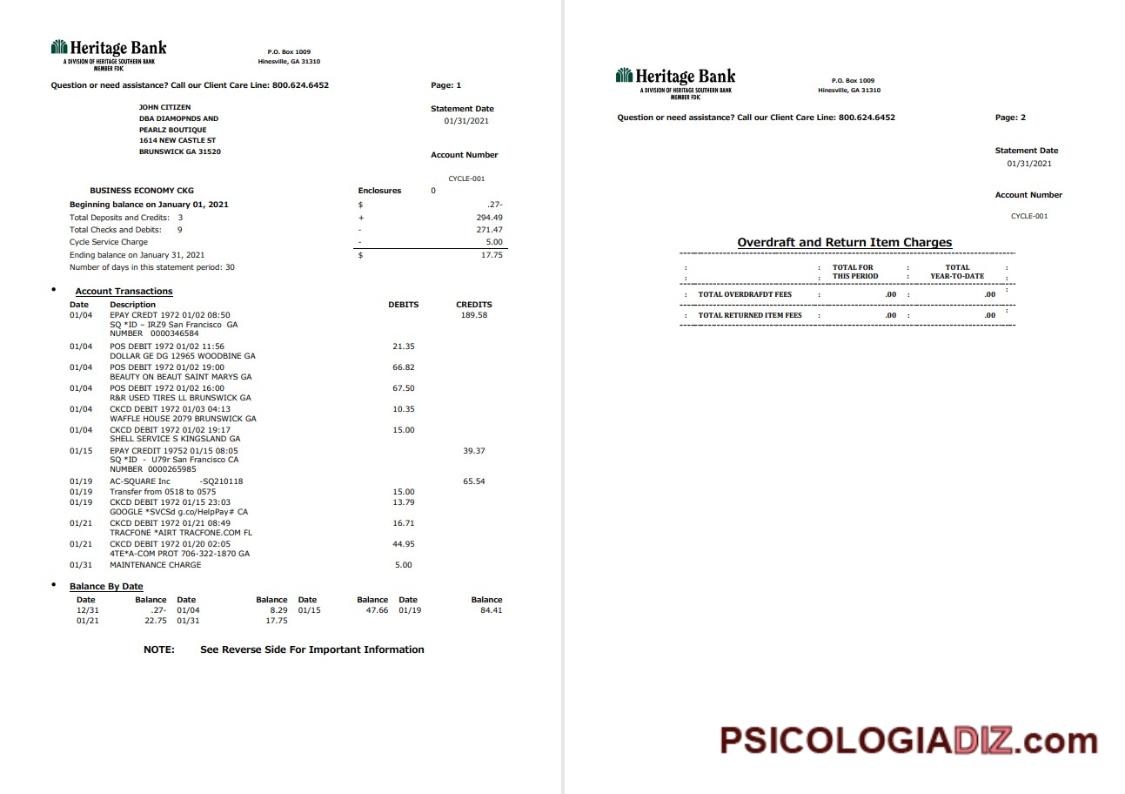 Heritage Bank
A DIVISION OF HERITAGE SOUTHERN BANK
MEMBER FDIC
P.O. Box 1009
Hinesville, GA 31310
Question or need assistance? Call our Client Care Line: 800.624.6452 Page: 1
JOHN CITIZEN
DBA DIAMOPNDS AND
PEARLZ BOUTIQUE
1614 NEW CASTLE ST
BRUNSWICK GA 31520
Statement Date
01/31/2021
Account Number
CYCLE-001
BUSINESS ECONOMY CKG Enclosures 0
Beginning balance on January 01, 2021 $ .27-
Total Deposits and Credits: 3 + 294.49
Total Checks and Debits: 9 - 271.47
Cycle Service Charge - 5.00
Ending balance on January 31, 2021 $ 17.75
Number of days in this statement period: 30
• Account Transactions
Date Description DEBITS CREDITS
01/04 EPAY CREDT 1972 01/02 08:50 189.58
SQ *ID – IRZ9 San Francisco GA
NUMBER 0000346584
01/04 POS DEBIT 1972 01/02 11:56 21.35
DOLLAR GE DG 12965 WOODBINE GA
01/04 POS DEBIT 1972 01/02 19:00 66.82
BEAUTY ON BEAUT SAINT MARYS GA
01/04 POS DEBIT 1972 01/02 16:00 67.50
R&R USED TIRES LL BRUNSWICK GA
01/04 CKCD DEBIT 1972 01/03 04:13 10.35
WAFFLE HOUSE 2079 BRUNSWICK GA
01/04 CKCD DEBIT 1972 01/02 19:17 15.00
SHELL SERVICE S KINGSLAND GA
01/15 EPAY CREDIT 19752 01/15 08:05 39.37
SQ *ID - U79r San Francisco CA
NUMBER 0000265985
01/19 AC-SQUARE Inc -SQ210118 65.54
01/19 Transfer from 0518 to 0575 15.00
01/19 CKCD DEBIT 1972 01/15 23:03 13.79
GOOGLE *SVCSd g.co/HelpPay# CA
01/21 CKCD DEBIT 1972 01/21 08:49 16.71
TRACFONE *AIRT TRACFONE.COM FL
01/21 CKCD DEBIT 1972 01/20 02:05 44.95
4TE*A-COM PROT 706-322-1870 GA
01/31 MAINTENANCE CHARGE 5.00
• Balance By Date
Date Balance Date Balance Date Balance Date Balance
12/31 .27- 01/04 8.29 01/15 47.66 01/19 84.41
01/21 22.75 01/31 17.75
NOTE: See Reverse Side For Important Information
Heritage Bank
A DIVISION OF HERITAGE SOUTHERN BANK
MEMBER FDIC
P.O. Box 1009
Hinesville, GA 31310
Question or need assistance? Call our Client Care Line: 800.624.6452 Page: 2
Statement Date
01/31/2021
Account Number
CYCLE-001
Overdraft and Return Item Charges
: : TOTAL FOR : TOTAL :
: : THIS PERIOD : YEAR-TO-DATE :
: TOTAL OVERDRAFDT FEES : .00 : .00 :
: TOTAL RETURNED ITEM FEES : .00 : .00 :
PSICOLOGIADIZ.com